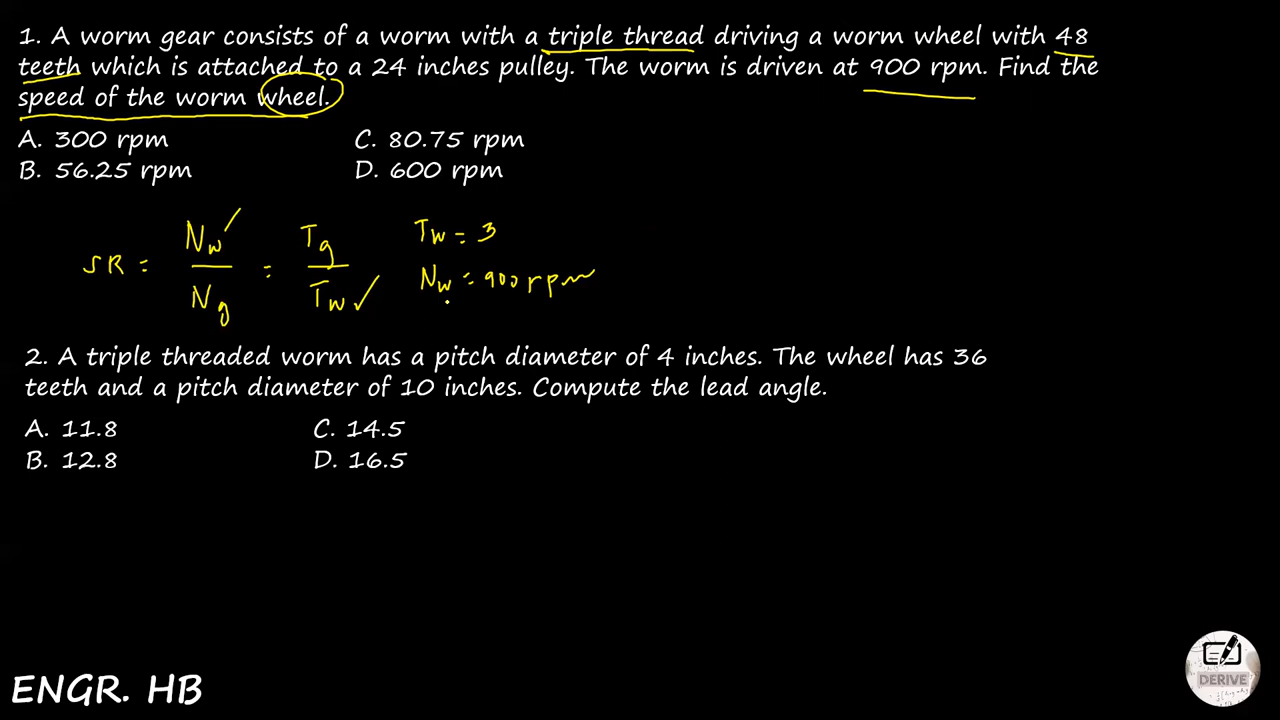 1. A worm gear consists of a worm with a triple thread driving a worm wheel with 48
teeth which is attached to a 24 inches pulley. The worm is driven at 900 rpm. Find the
speed of the worm wheel.
A. 300 rpm C. 80.75 rpm
B. 56.25 rpm D. 600 rpm
SR = Nw / Ng = Tg / Tw
Tw = 3
Nw = 900 rpm
2. A triple threaded worm has a pitch diameter of 4 inches. The wheel has 36
teeth and a pitch diameter of 10 inches. Compute the lead angle.
A. 11.8 C. 14.5
B. 12.8 D. 16.5
ENGR. HB
DERIVE